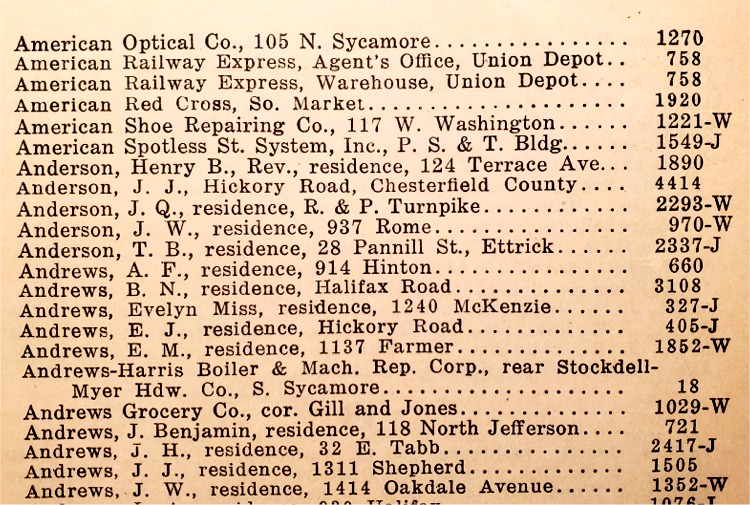 American Optical Co., 105 N. Sycamore................ 1270
American Railway Express, Agent's Office, Union Depot.. 758
American Railway Express, Warehouse, Union Depot.... 758
American Red Cross, So. Market..................... 1920
American Shoe Repairing Co., 117 W. Washington...... 1221-W
American Spotless St. System, Inc., P. S. & T. Bldg...... 1549-J
Anderson, Henry B., Rev., residence, 124 Terrace Ave... 1890
Anderson, J. J., Hickory Road, Chesterfield County.... 4414
Anderson, J. Q., residence, R. & P. Turnpike............ 2293-W
Anderson, J. W., residence, 937 Rome................ 970-W
Anderson, T. B., residence, 28 Pannill St., Ettrick...... 2337-J
Andrews, A. F., residence, 914 Hinton................ 660
Andrews, B. N., residence, Halifax Road.............. 3108
Andrews, Evelyn Miss, residence, 1240 McKenzie...... 327-J
Andrews, E. J., residence, Hickory Road.............. 405-J
Andrews, E. M., residence, 1137 Farmer.............. 1852-W
Andrews-Harris Boiler & Mach. Rep. Corp., rear Stockdell-
Myer Hdw. Co., S. Sycamore.................... 18
Andrews Grocery Co., cor. Gill and Jones.............. 1029-W
Andrews, J. Benjamin, residence, 118 North Jefferson.... 721
Andrews, J. H., residence, 32 E. Tabb................ 2417-J
Andrews, J. J., residence, 1311 Shepherd.............. 1505
Andrews, J. W., residence, 1414 Oakdale Avenue...... 1352-W